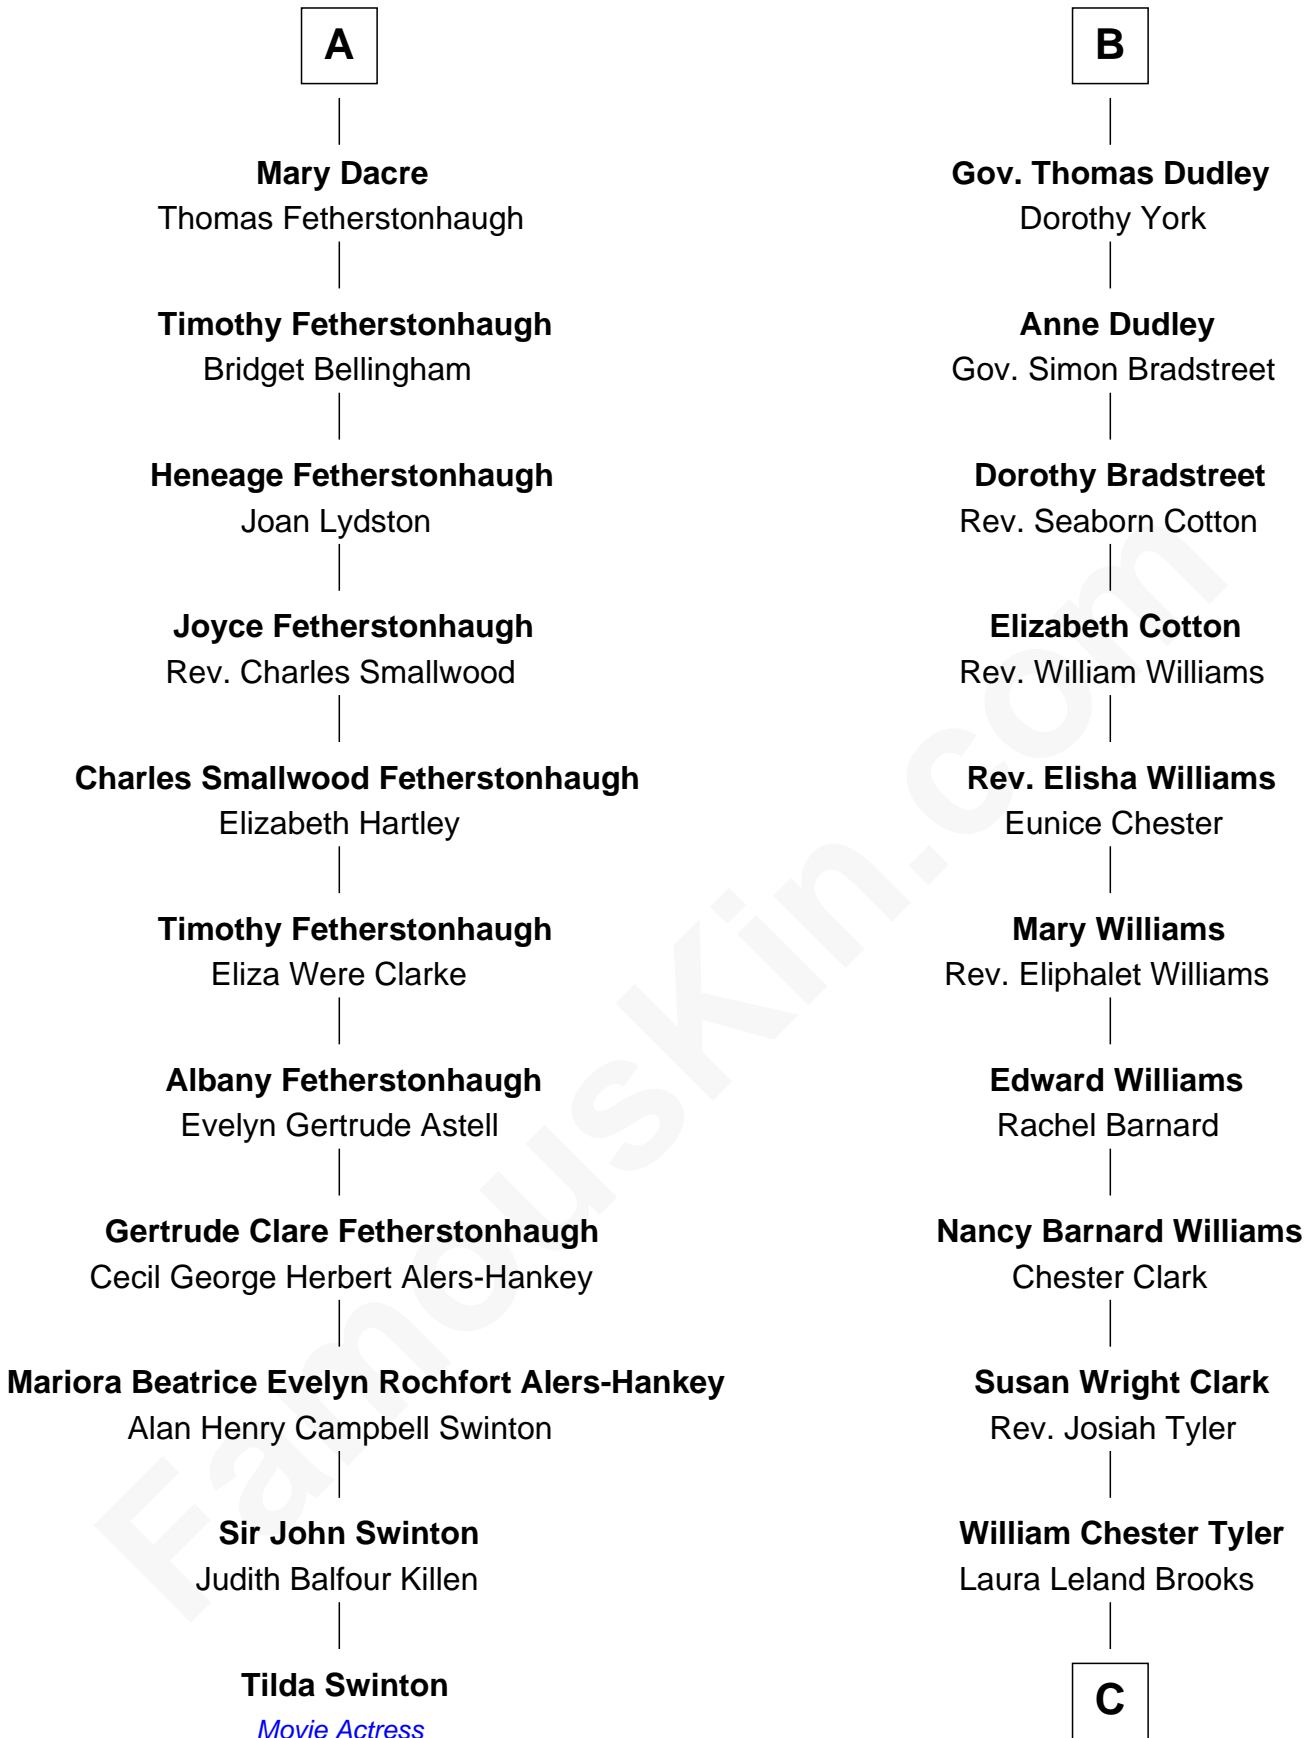 A
Mary Dacre
Thomas Fetherstonhaugh
Timothy Fetherstonhaugh
Bridget Bellingham
Heneage Fetherstonhaugh
Joan Lydston
Joyce Fetherstonhaugh
Rev. Charles Smallwood
Charles Smallwood Fetherstonhaugh
Elizabeth Hartley
Timothy Fetherstonhaugh
Eliza Were Clarke
Albany Fetherstonhaugh
Evelyn Gertrude Astell
Gertrude Clare Fetherstonhaugh
Cecil George Herbert Alers-Hankey
Mariora Beatrice Evelyn Rochfort Alers-Hankey
Alan Henry Campbell Swinton
Sir John Swinton
Judith Balfour Killen
Tilda Swinton
Movie Actress
B
Gov. Thomas Dudley
Dorothy York
Anne Dudley
Gov. Simon Bradstreet
Dorothy Bradstreet
Rev. Seaborn Cotton
Elizabeth Cotton
Rev. William Williams
Rev. Elisha Williams
Eunice Chester
Mary Williams
Rev. Eliphalet Williams
Edward Williams
Rachel Barnard
Nancy Barnard Williams
Chester Clark
Susan Wright Clark
Rev. Josiah Tyler
William Chester Tyler
Laura Leland Brooks
C
FamousKin.com